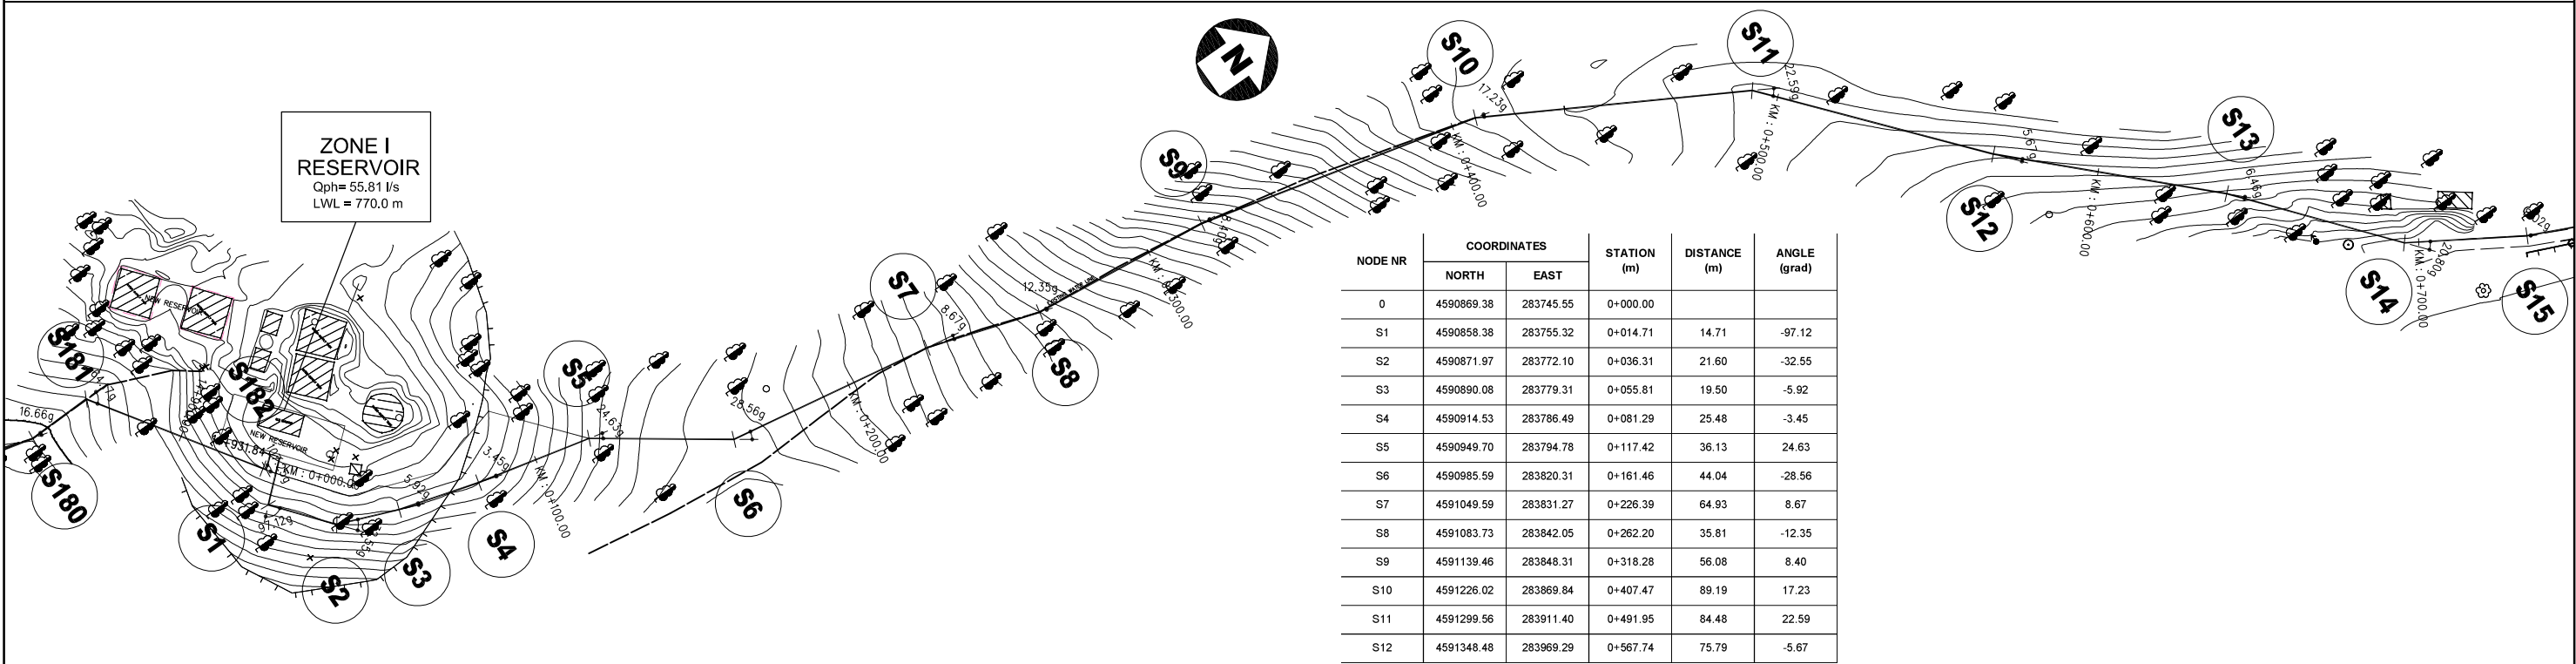 ZONE I
RESERVOIR
Qph= 55.81 l/s
LWL = 770.0 m
N
S181
S182
S180
16.66g
NEW RESERVOIR
NEW RESERVOIR
KM : 0+000.00
97.12g
S1
S2
S3
5.92g
3.45g
S4
KM : 0+100.00
S5
24.63g
28.56g
S6
KM : 0+200.00
S7
8.67g
12.35g
EXISTING WATER LINE
S8
KM : 0+300.00
S9
8.40g
S10
17.23g
KM : 0+400.00
S11
22.59g
KM : 0+500.00
5.67g
S12
KM : 0+600.00
S13
6.46g
S14
20.80g
KM : 0+700.00
S15
NODE NR COORDINATES STATION (m) DISTANCE (m) ANGLE (grad)
NORTH EAST
0 4590869.38 283745.55 0+000.00
S1 4590858.38 283755.32 0+014.71 14.71 -97.12
S2 4590871.97 283772.10 0+036.31 21.60 -32.55
S3 4590890.08 283779.31 0+055.81 19.50 -5.92
S4 4590914.53 283786.49 0+081.29 25.48 -3.45
S5 4590949.70 283794.78 0+117.42 36.13 24.63
S6 4590985.59 283820.31 0+161.46 44.04 -28.56
S7 4591049.59 283831.27 0+226.39 64.93 8.67
S8 4591083.73 283842.05 0+262.20 35.81 -12.35
S9 4591139.46 283848.31 0+318.28 56.08 8.40
S10 4591226.02 283869.84 0+407.47 89.19 17.23
S11 4591299.56 283911.40 0+491.95 84.48 22.59
S12 4591348.48 283969.29 0+567.74 75.79 -5.67